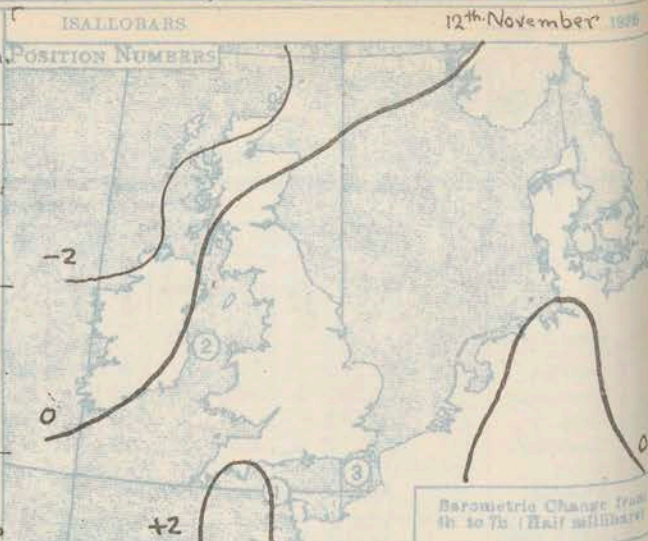 ISALLOBARS
12th November 1926
POSITION NUMBERS
-2
2
0
3
0
+2
Barometric Change from
4h to 7h (Half millibars)